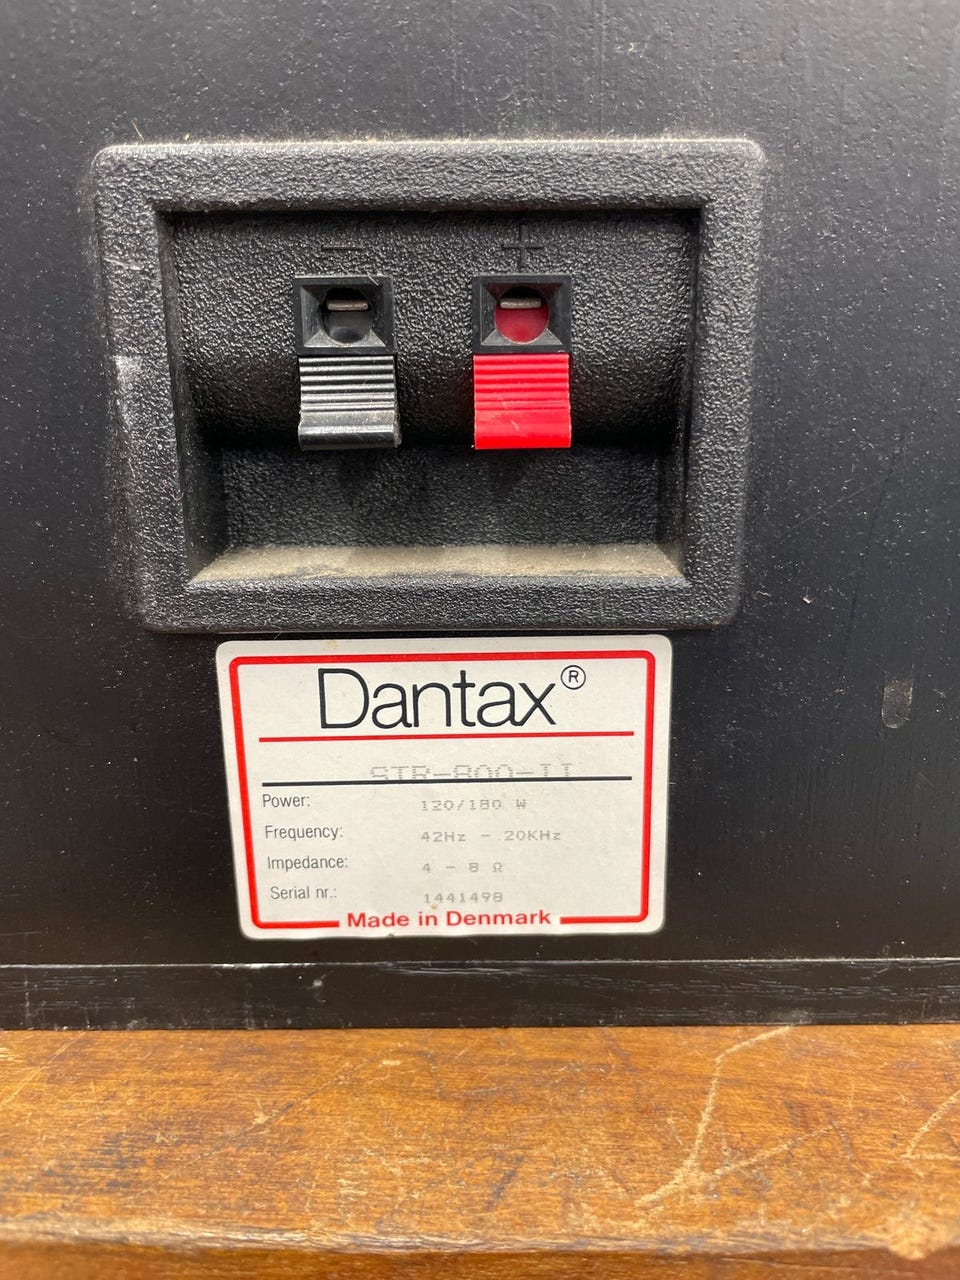 - +
Dantax®
STR-800-II
Power: 120/180 W
Frequency: 42Hz - 20KHz
Impedance: 4 - 8 Ω
Serial nr.: 1441498
Made in Denmark